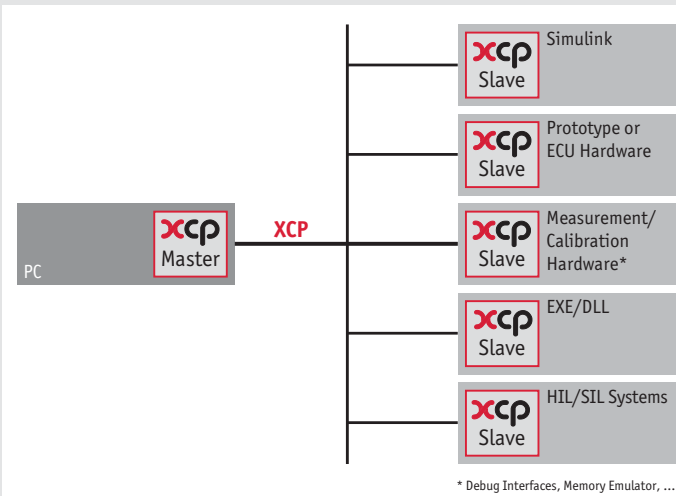 xcp
Slave
Simulink
xcp
Slave
Prototype or
ECU Hardware
PC
xcp
Master
XCP
xcp
Slave
Measurement/
Calibration
Hardware*
xcp
Slave
EXE/DLL
xcp
Slave
HIL/SIL Systems
* Debug Interfaces, Memory Emulator, ...